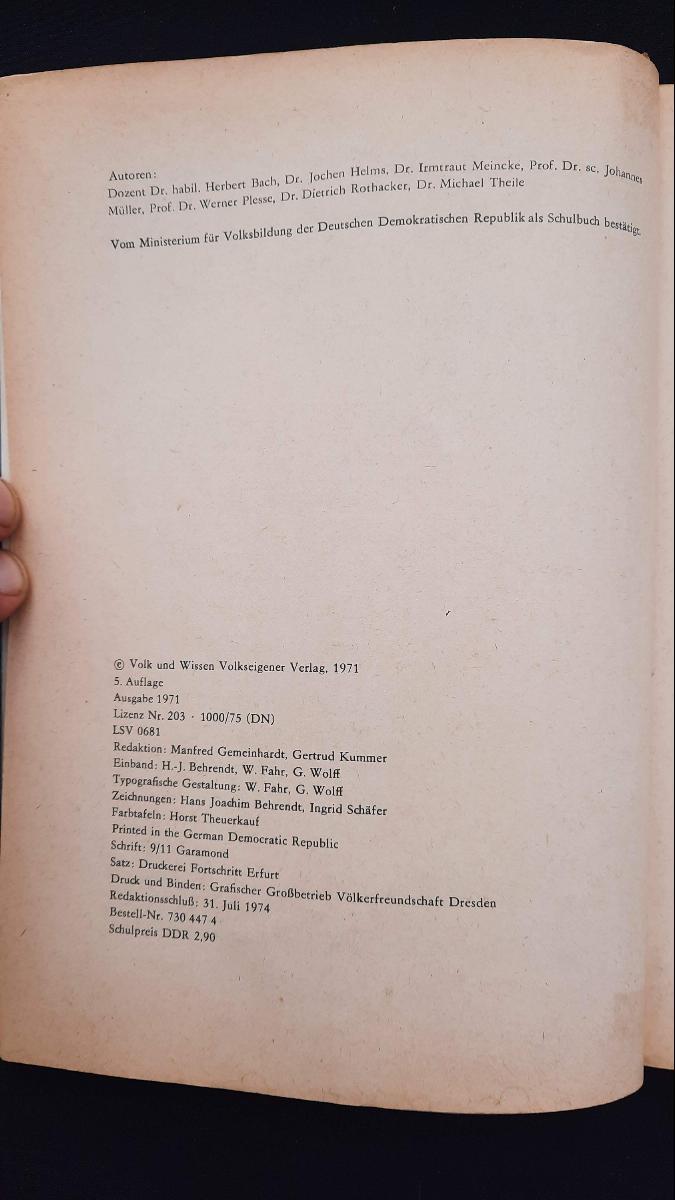 Autoren:
Dozent Dr. habil. Herbert Bach, Dr. Jochen Helms, Dr. Irmtraut Meincke, Prof. Dr. sc. Johannes
Müller, Prof. Dr. Werner Plesse, Dr. Dietrich Rothacker, Dr. Michael Theile
Vom Ministerium für Volksbildung der Deutschen Demokratischen Republik als Schulbuch bestätigt.
© Volk und Wissen Volkseigener Verlag, 1971
5. Auflage
Ausgabe 1971
Lizenz Nr. 203 · 1000/75 (DN)
LSV 0681
Redaktion: Manfred Gemeinhardt, Gertrud Kummer
Einband: H.-J. Behrendt, W. Fahr, G. Wolff
Typografische Gestaltung: W. Fahr, G. Wolff
Zeichnungen: Hans Joachim Behrendt, Ingrid Schäfer
Farbtafeln: Horst Theuerkauf
Printed in the German Democratic Republic
Schrift: 9/11 Garamond
Satz: Druckerei Fortschritt Erfurt
Druck und Binden: Grafischer Großbetrieb Völkerfreundschaft Dresden
Redaktionsschluß: 31. Juli 1974
Bestell-Nr. 730 447 4
Schulpreis DDR 2,90